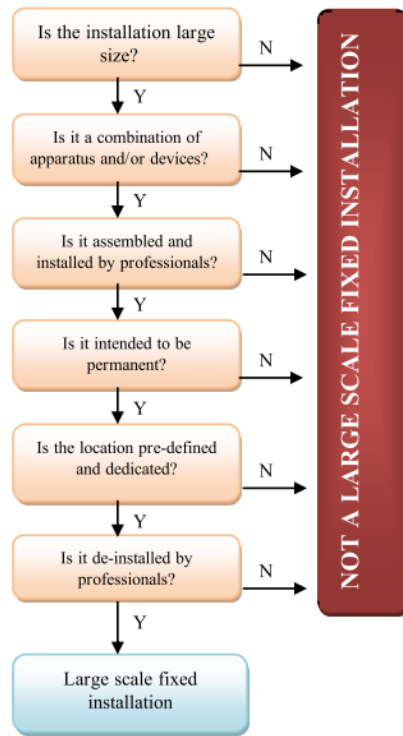 Is the installation large
size?
N
Y
Is it a combination of
apparatus and/or devices?
N
Y
Is it assembled and
installed by professionals?
N
Y
Is it intended to be
permanent?
N
Y
Is the location pre-defined
and dedicated?
N
Y
Is it de-installed by
professionals?
N
Y
Large scale fixed
installation
NOT A LARGE SCALE FIXED INSTALLATION